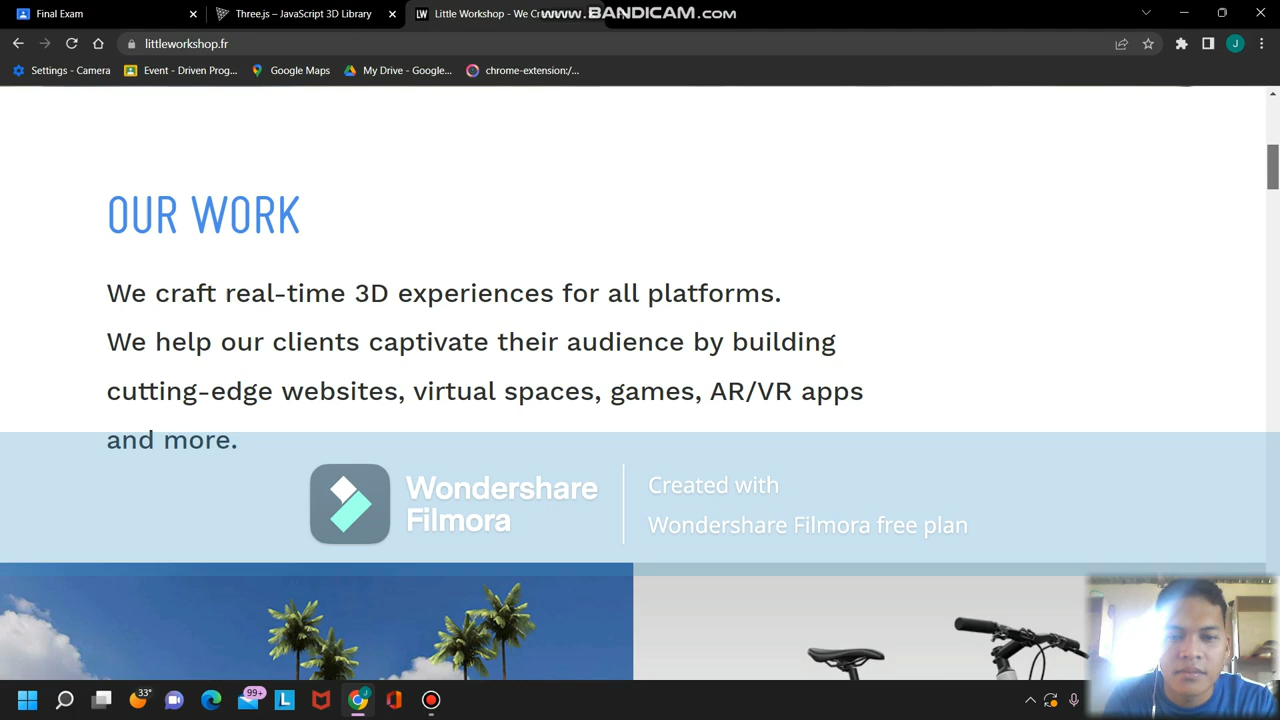 Final Exam
Three.js – JavaScript 3D Library
Little Workshop - We Cr
www.BANDICAM.com
littleworkshop.fr
J
Settings - Camera
Event - Driven Prog...
Google Maps
My Drive - Google...
chrome-extension:/...
OUR WORK
We craft real-time 3D experiences for all platforms.
We help our clients captivate their audience by building
cutting-edge websites, virtual spaces, games, AR/VR apps
and more.
Wondershare
Filmora
Created with
Wondershare Filmora free plan
33°
99+
L
J